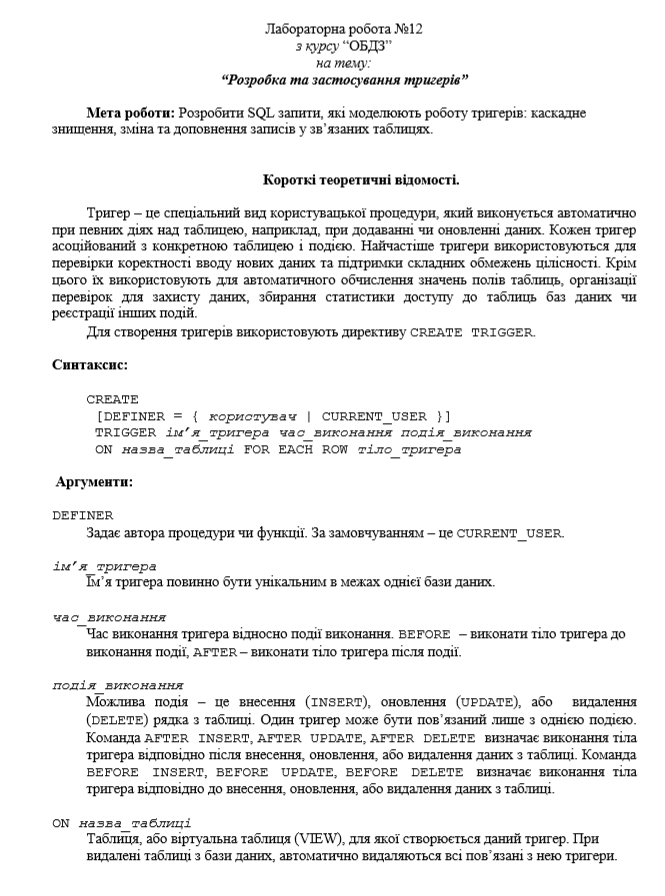 Лабораторна робота №12
з курсу “ОБДЗ”
на тему:
“Розробка та застосування тригерів”
Мета роботи: Розробити SQL запити, які моделюють роботу тригерів: каскадне
знищення, зміна та доповнення записів у зв’язаних таблицях.
Короткі теоретичні відомості.
Тригер – це спеціальний вид користувацької процедури, який виконується автоматично
при певних діях над таблицею, наприклад, при додаванні чи оновленні даних. Кожен тригер
асоційований з конкретною таблицею і подією. Найчастіше тригери використовуються для
перевірки коректності вводу нових даних та підтримки складних обмежень цілісності. Крім
цього їх використовують для автоматичного обчислення значень полів таблиць, організації
перевірок для захисту даних, збирання статистики доступу до таблиць баз даних чи
реєстрації інших подій.
Для створення тригерів використовують директиву CREATE TRIGGER.
Синтаксис:
CREATE
[DEFINER = { користувач | CURRENT_USER }]
TRIGGER ім’я_тригера час_виконання подія_виконання
ON назва_таблиці FOR EACH ROW тіло_тригера
Аргументи:
DEFINER
Задає автора процедури чи функції. За замовчуванням – це CURRENT_USER.
ім’я_тригера
Ім’я тригера повинно бути унікальним в межах однієї бази даних.
час_виконання
Час виконання тригера відносно події виконання. BEFORE – виконати тіло тригера до
виконання події, AFTER – виконати тіло тригера після події.
подія_виконання
Можлива подія – це внесення (INSERT), оновлення (UPDATE), або видалення
(DELETE) рядка з таблиці. Один тригер може бути пов’язаний лише з однією подією.
Команда AFTER INSERT, AFTER UPDATE, AFTER DELETE визначає виконання тіла
тригера відповідно після внесення, оновлення, або видалення даних з таблиці. Команда
BEFORE INSERT, BEFORE UPDATE, BEFORE DELETE визначає виконання тіла
тригера відповідно до внесення, оновлення, або видалення даних з таблиці.
ON назва_таблиці
Таблиця, або віртуальна таблиця (VIEW), для якої створюється даний тригер. При
видалені таблиці з бази даних, автоматично видаляються всі пов’язані з нею тригери.